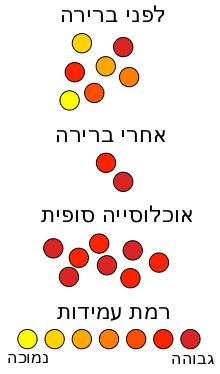 לפני ברירה
אחרי ברירה
אוכלוסייה סופית
רמת עמידות
גבוהה
נמוכה